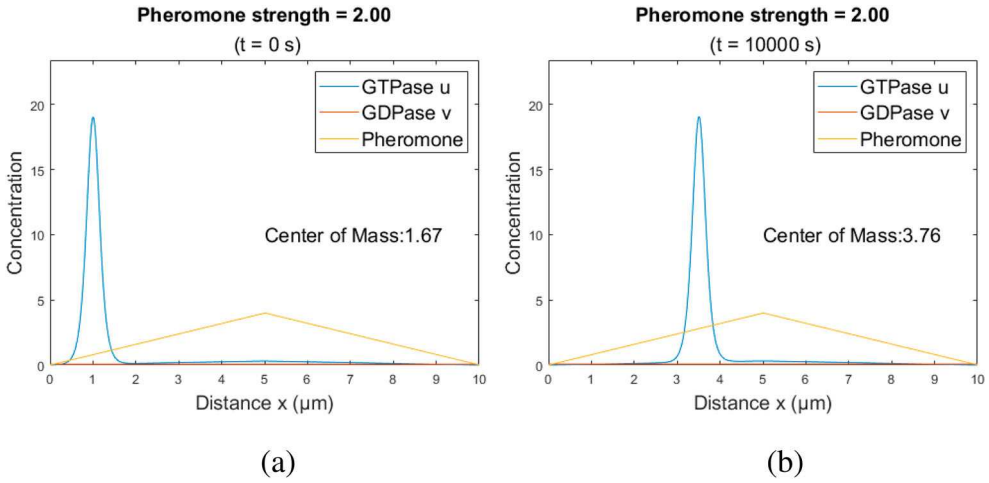 Pheromone strength = 2.00
(t = 0 s)
GTPase u
GDPase v
Pheromone
Center of Mass:1.67
Concentration
20
15
10
5
0
0 1 2 3 4 5 6 7 8 9 10
Distance x (μm)
(a)
Pheromone strength = 2.00
(t = 10000 s)
GTPase u
GDPase v
Pheromone
Center of Mass:3.76
Concentration
20
15
10
5
0
0 1 2 3 4 5 6 7 8 9 10
Distance x (μm)
(b)